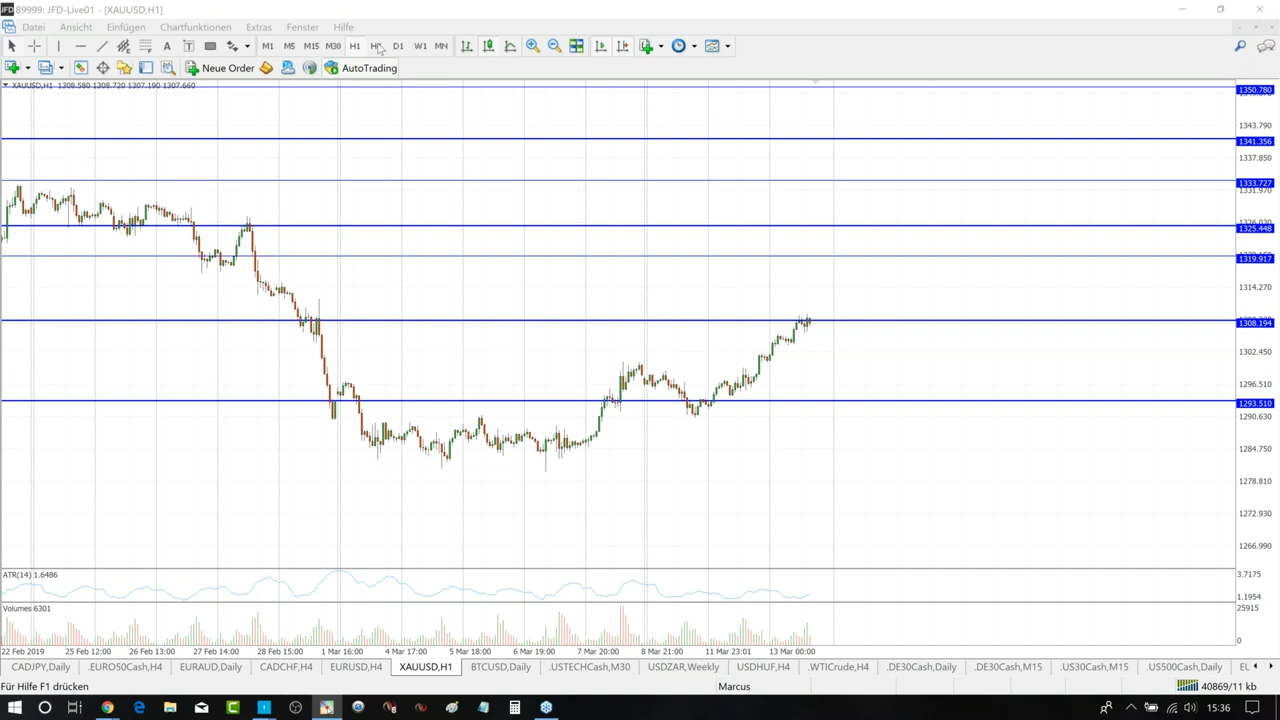 JFD 89999: JFD-Live01 - [XAUUSD,H1]
Datei Ansicht Einfügen Chartfunktionen Extras Fenster Hilfe
A T M1 M5 M15 M30 H1 D1 W1 MN
Neue Order AutoTrading
XAUUSD,H1 1308.580 1308.720 1307.190 1307.660
1350.780
1343.790
1341.356
1337.850
1333.727
1331.970
1325.448
1319.917
1314.270
1308.194
1302.450
1296.510
1293.510
1290.630
1284.750
1278.810
1272.930
1266.990
ATR(14) 1.6486
3.7175
1.1954
Volumes 6301
25915
0
22 Feb 2019 25 Feb 12:00 26 Feb 13:00 27 Feb 14:00 28 Feb 15:00 1 Mar 16:00 4 Mar 17:00 5 Mar 18:00 6 Mar 19:00 7 Mar 20:00 8 Mar 21:00 11 Mar 23:01 13 Mar 00:00
CADJPY,Daily .EURO50Cash,H4 EURAUD,Daily CADCHF,H4 EURUSD,H4 XAUUSD,H1 BTCUSD,Daily .USTECHCash,M30 USDZAR,Weekly USDHUF,H4 .WTICrude,H4 .DE30Cash,Daily .DE30Cash,M15 .US30Cash,M15 .US500Cash,Daily
Für Hilfe F1 drücken Marcus 40869/11 kb
15:36